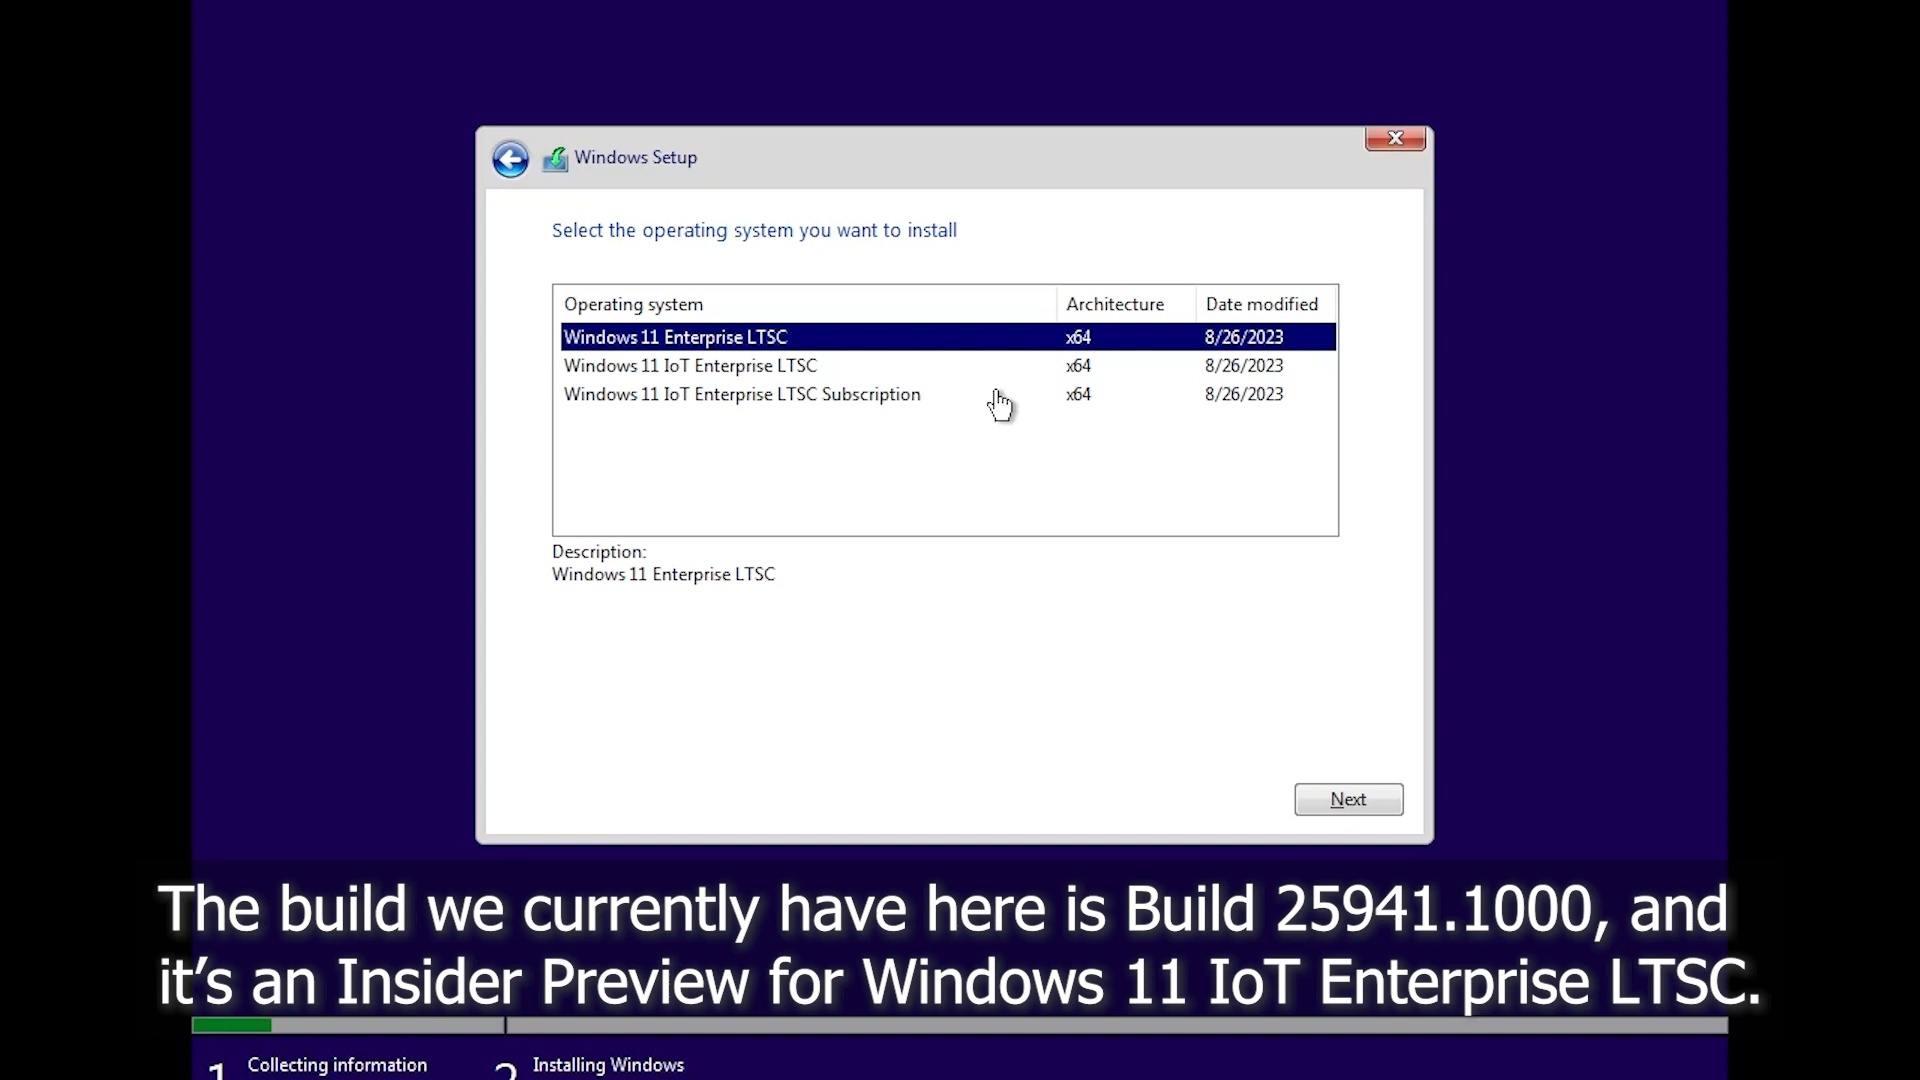 Windows Setup
Select the operating system you want to install
Operating system Architecture Date modified
Windows 11 Enterprise LTSC x64 8/26/2023
Windows 11 IoT Enterprise LTSC x64 8/26/2023
Windows 11 IoT Enterprise LTSC Subscription x64 8/26/2023
Description:
Windows 11 Enterprise LTSC
Next
The build we currently have here is Build 25941.1000, and
it’s an Insider Preview for Windows 11 IoT Enterprise LTSC.
1 Collecting information 2 Installing Windows